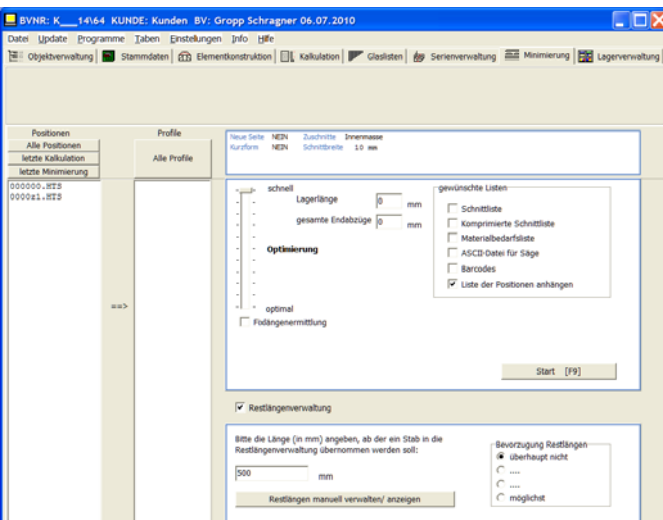 BVNR: K___14\64 KUNDE: Kunden BV: Gropp Schragner 06.07.2010
Datei Update Programme Taben Einstellungen Info Hilfe
Objektverwaltung Stammdaten Elementkonstruktion Kalkulation Glaslisten Serienverwaltung Minimierung Lagerverwaltung
Positionen Profile
Alle Positionen
letzte Kalkulation
letzte Minimierung
Alle Profile
Neue Seite NEIN Zuschnitte Innenmasse
Kurzform NEIN Schnittbreite 10 mm
000000.HTS
0000z1.HTS
==>
schnell
Lagerlänge 0 mm
gesamte Endabzüge 0 mm
Optimierung
optimal
Fixlängenermittlung
gewünschte Listen
Schnittliste
Komprimierte Schnittliste
Materialbedarfsliste
ASCII-Datei für Säge
Barcodes
Liste der Positionen anhängen
Start [F9]
Restlängenverwaltung
Bitte die Länge (in mm) angeben, ab der ein Stab in die
Restlängenverwaltung übernommen werden soll:
500 mm
Restlängen manuell verwalten/ anzeigen
Bevorzugung Restlängen
überhaupt nicht
....
....
möglichst